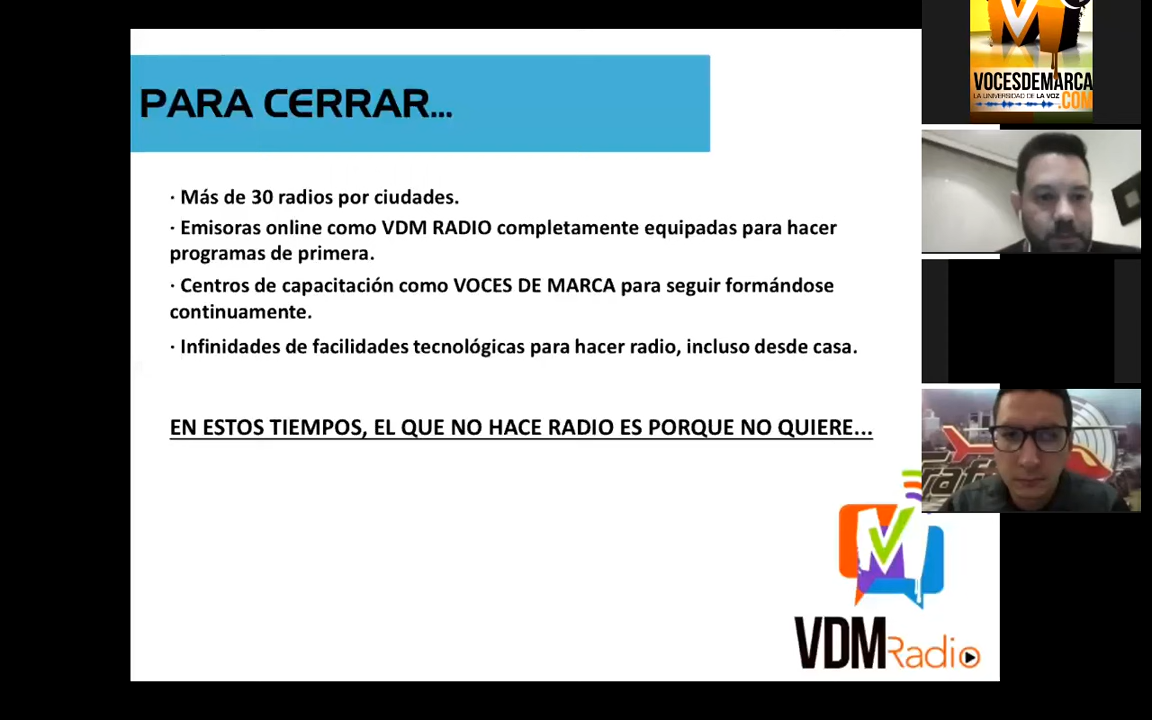 PARA CERRAR...
· Más de 30 radios por ciudades.
· Emisoras online como VDM RADIO completamente equipadas para hacer
programas de primera.
· Centros de capacitación como VOCES DE MARCA para seguir formándose
continuamente.
· Infinidades de facilidades tecnológicas para hacer radio, incluso desde casa.
EN ESTOS TIEMPOS, EL QUE NO HACE RADIO ES PORQUE NO QUIERE...
VDMRadio
VOCESDEMARCA
LA UNIVERSIDAD DE LA VOZ
.COM